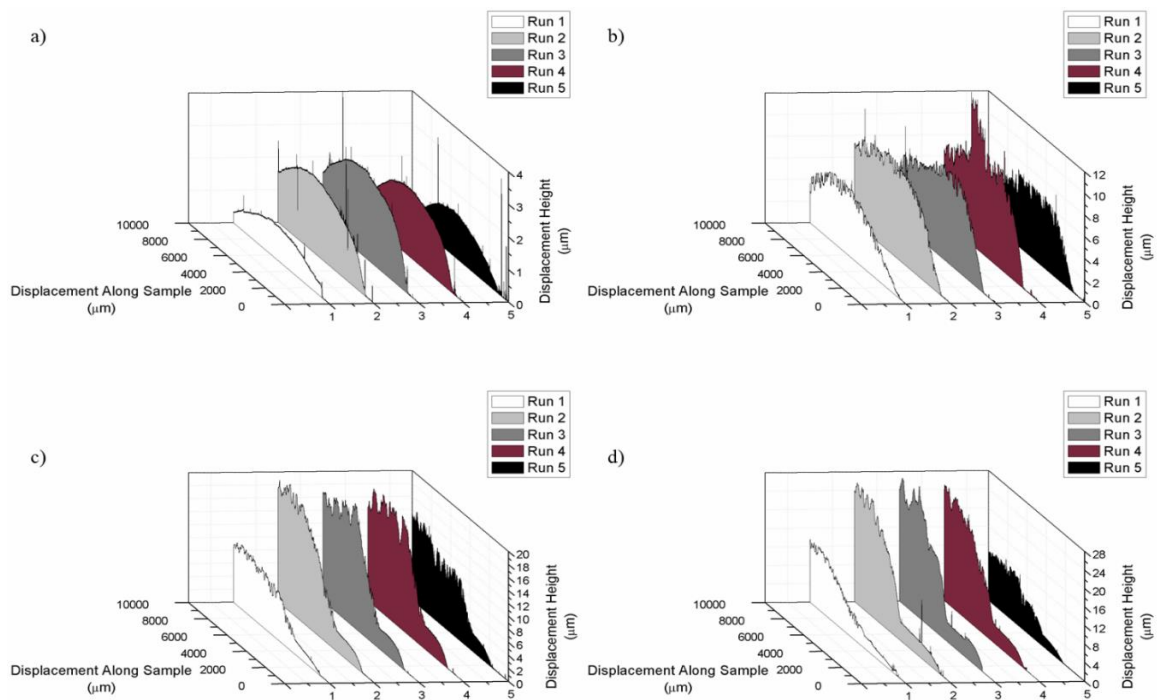 a)
Run 1
Run 2
Run 3
Run 4
Run 5
4
3
2
1
0
Displacement Height
(μm)
10000
8000
6000
4000
2000
0
Displacement Along Sample
(μm)
1
2
3
4
5
b)
Run 1
Run 2
Run 3
Run 4
Run 5
12
10
8
6
4
2
0
Displacement Height
(μm)
10000
8000
6000
4000
2000
0
Displacement Along Sample
(μm)
1
2
3
4
5
c)
Run 1
Run 2
Run 3
Run 4
Run 5
20
18
16
14
12
10
8
6
4
2
0
Displacement Height
(μm)
10000
8000
6000
4000
2000
0
Displacement Along Sample
(μm)
1
2
3
4
5
d)
Run 1
Run 2
Run 3
Run 4
Run 5
28
24
20
16
12
8
4
0
Displacement Height
(μm)
10000
8000
6000
4000
2000
0
Displacement Along Sample
(μm)
1
2
3
4
5